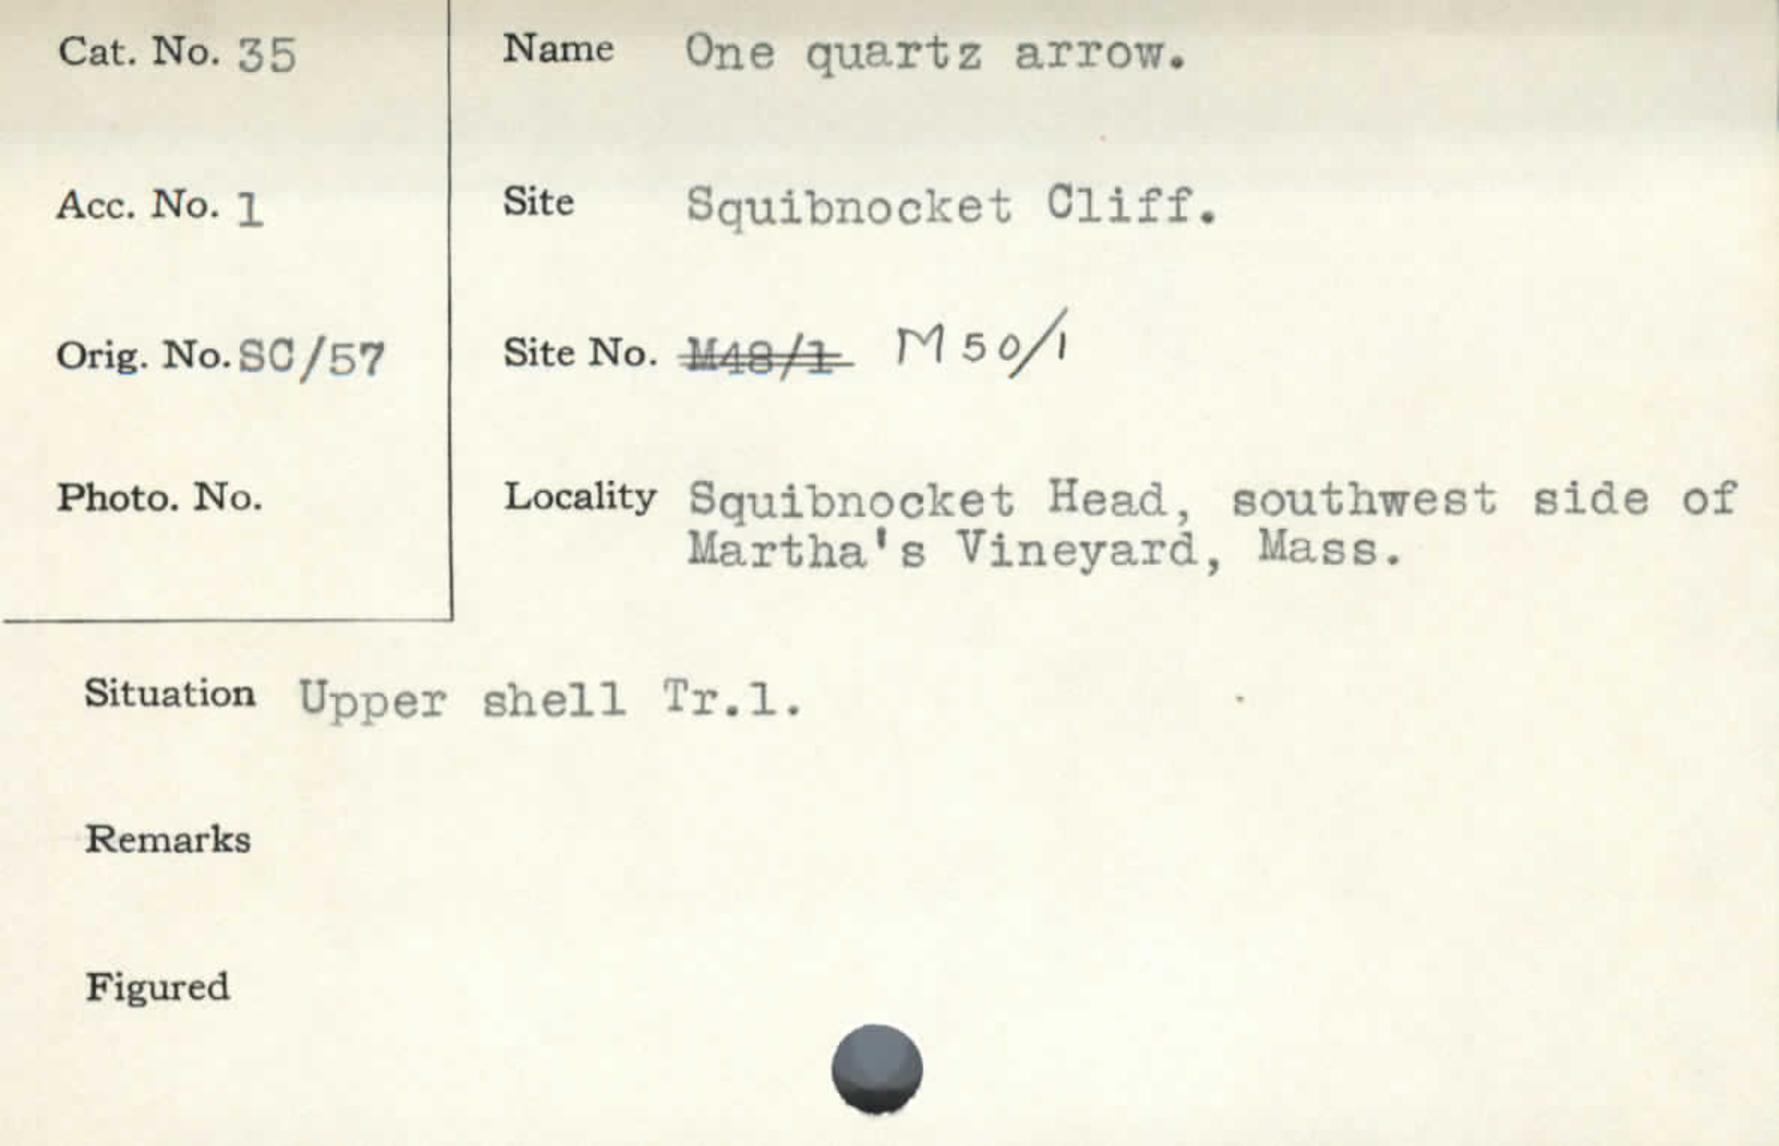 Cat. No. 35
Name One quartz arrow.
Acc. No. 1
Site Squibnocket Cliff.
Orig. No. SC/57
Site No. M48/1 M50/1
Photo. No.
Locality Squibnocket Head, southwest side of
Martha's Vineyard, Mass.
Situation Upper shell Tr.1.
Remarks
Figured